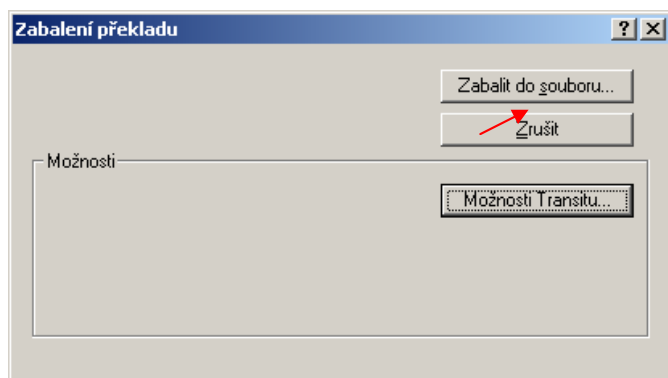 Zabalení překladu
Zabalit do souboru...
Zrušit
Možnosti
Možnosti Transitu...